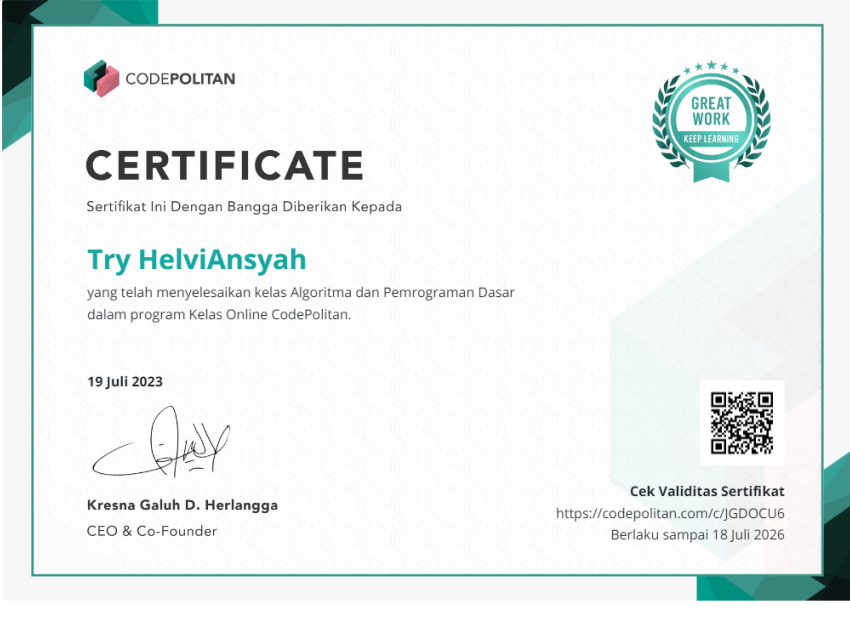 CODEPOLITAN
GREAT
WORK
KEEP LEARNING
CERTIFICATE
Sertifikat Ini Dengan Bangga Diberikan Kepada
Try HelviAnsyah
yang telah menyelesaikan kelas Algoritma dan Pemrograman Dasar
dalam program Kelas Online CodePolitan.
19 Juli 2023
Kresna Galuh D. Herlangga
CEO & Co-Founder
Cek Validitas Sertifikat
https://codepolitan.com/c/JGDOCU6
Berlaku sampai 18 Juli 2026